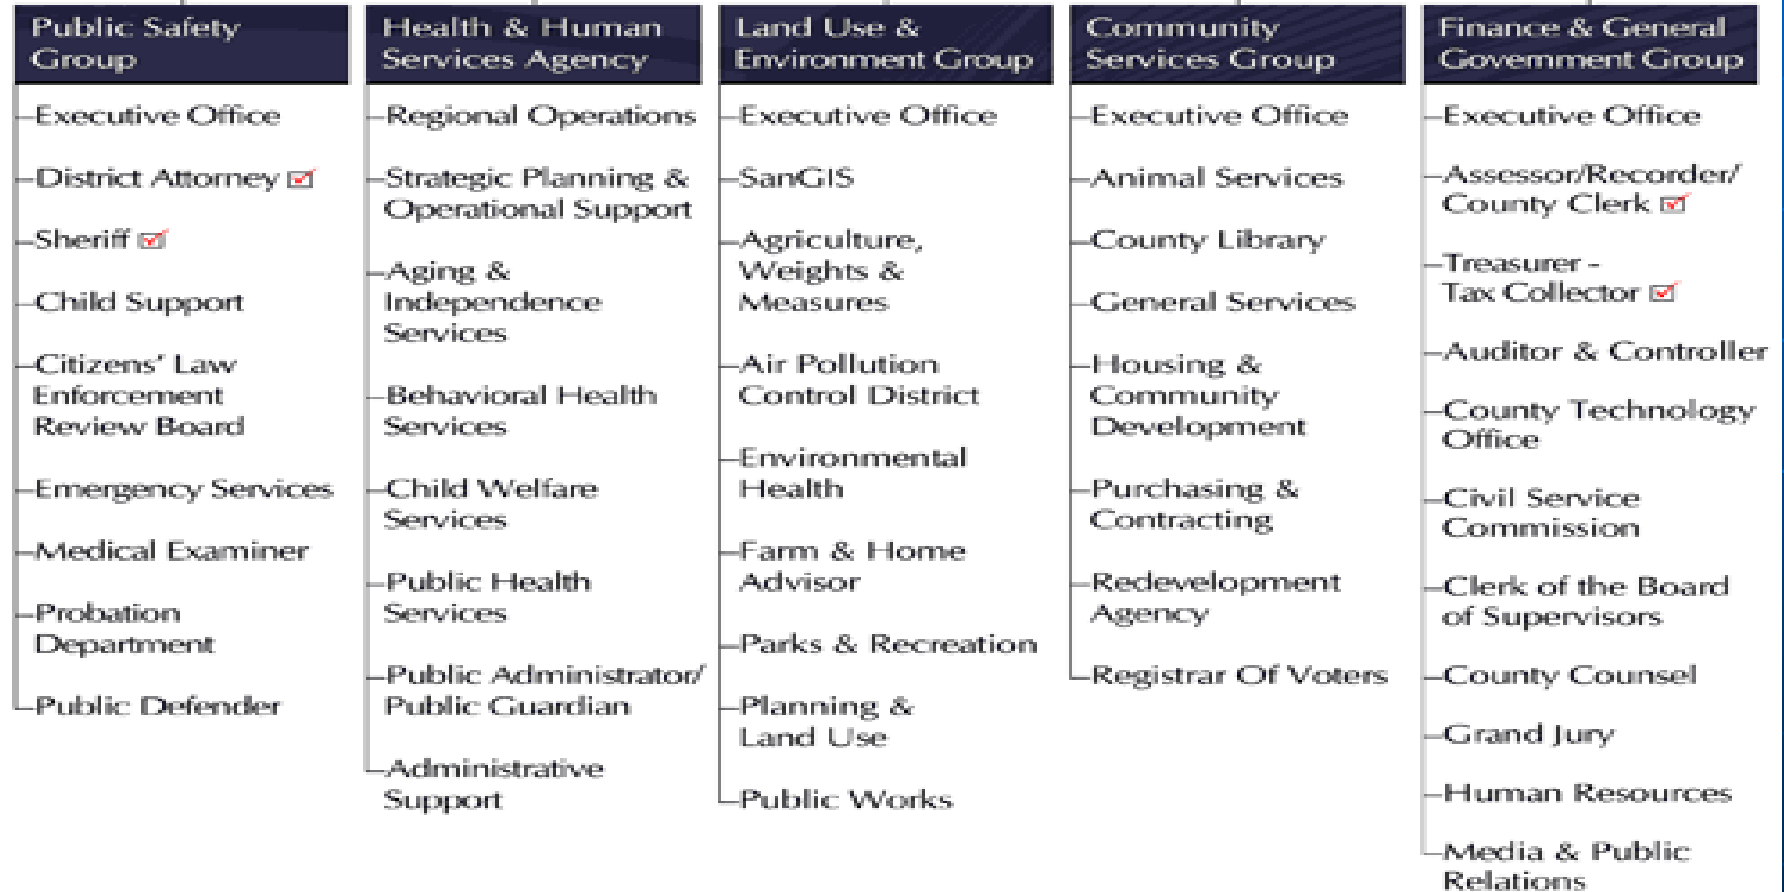 Public Safety
Group
Executive Office
District Attorney
Sheriff
Child Support
Citizens' Law
Enforcement
Review Board
Emergency Services
Medical Examiner
Probation
Department
Public Defender
Health & Human
Services Agency
Regional Operations
Strategic Planning &
Operational Support
Aging &
Independence
Services
Behavioral Health
Services
Child Welfare
Services
Public Health
Services
Public Administrator/
Public Guardian
Administrative
Support
Land Use &
Environment Group
Executive Office
SanGIS
Agriculture,
Weights &
Measures
Air Pollution
Control District
Environmental
Health
Farm & Home
Advisor
Parks & Recreation
Planning &
Land Use
Public Works
Community
Services Group
Executive Office
Animal Services
County Library
General Services
Housing &
Community
Development
Purchasing &
Contracting
Redevelopment
Agency
Registrar Of Voters
Finance & General
Government Group
Executive Office
Assessor/Recorder/
County Clerk
Treasurer -
Tax Collector
Auditor & Controller
County Technology
Office
Civil Service
Commission
Clerk of the Board
of Supervisors
County Counsel
Grand Jury
Human Resources
Media & Public
Relations